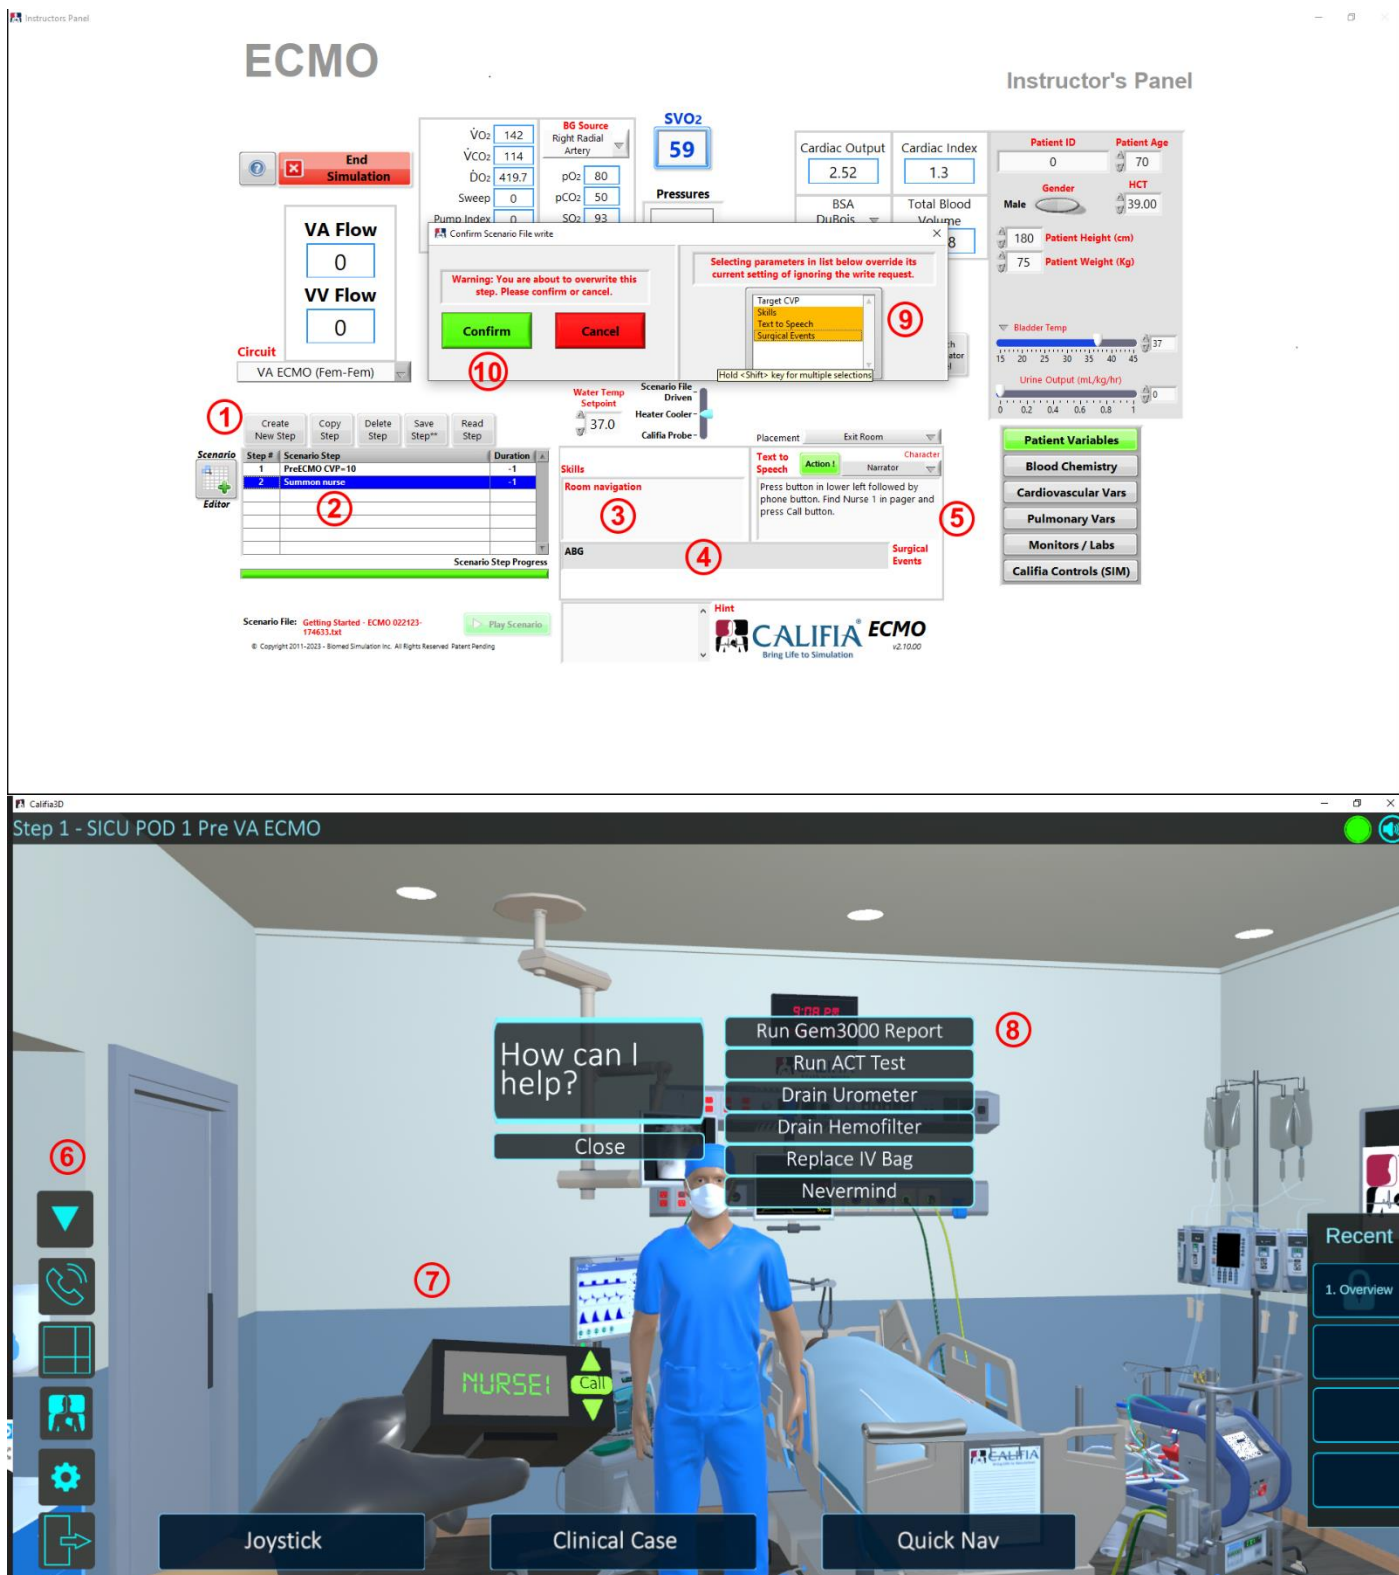 Instructors Panel
ECMO
Instructor's Panel
V̇O2 142
V̇CO2 114
ḊO2 419.7
Sweep 0
Pump Index 0
BG Source
Right Radial
Artery
pO2 80
pCO2 50
SO2 93
SVO2
59
Pressures
Cardiac Output
2.52
Cardiac Index
1.3
BSA
DuBois
Total Blood
Volume
8
Patient ID
0
Patient Age
70
Gender
Male
HCT
39.00
180 Patient Height (cm)
75 Patient Weight (Kg)
Bladder Temp
37
15 20 25 30 35 40 45
Urine Output (mL/kg/hr)
0
0 0.2 0.4 0.6 0.8 1
End
Simulation
VA Flow
0
VV Flow
0
Circuit
VA ECMO (Fem-Fem)
Confirm Scenario File write
Warning: You are about to overwrite this
step. Please confirm or cancel.
Confirm
Cancel
10
Selecting parameters in list below override its
current setting of ignoring the write request.
Target CVP
Skills
Text to Speech
Surgical Events
9
Hold <Shift> key for multiple selections
Water Temp
Setpoint
37.0
Scenario File
Driven
Heater Cooler
Califia Probe
1
Create
New Step
Copy
Step
Delete
Step
Save
Step**
Read
Step
Scenario
Editor
Step # Scenario Step Duration
1 PreECMO CVP=10 -1
2 Summon nurse -1
2
Scenario Step Progress
Placement Exit Room
Skills
Room navigation
3
Text to
Speech
Action !
Character
Narrator
Press button in lower left followed by
phone button. Find Nurse 1 in pager and
press Call button.
5
ABG
4
Surgical
Events
Patient Variables
Blood Chemistry
Cardiovascular Vars
Pulmonary Vars
Monitors / Labs
Califia Controls (SIM)
Scenario File: Getting Started - ECMO 022123-
174633.txt
Play Scenario
© Copyright 2011-2023 - Biomed Simulation Inc. All Rights Reserved Patent Pending
Hint
CALIFIA® ECMO
Bring Life to Simulation
v2.10.00
Califia3D
Step 1 - SICU POD 1 Pre VA ECMO
9:08 PM
How can I
help?
Close
Run Gem3000 Report
Run ACT Test
Drain Urometer
Drain Hemofilter
Replace IV Bag
Nevermind
8
6
7
NURSE1
Call
Recent
1. Overview
CALIFIA
Joystick
Clinical Case
Quick Nav